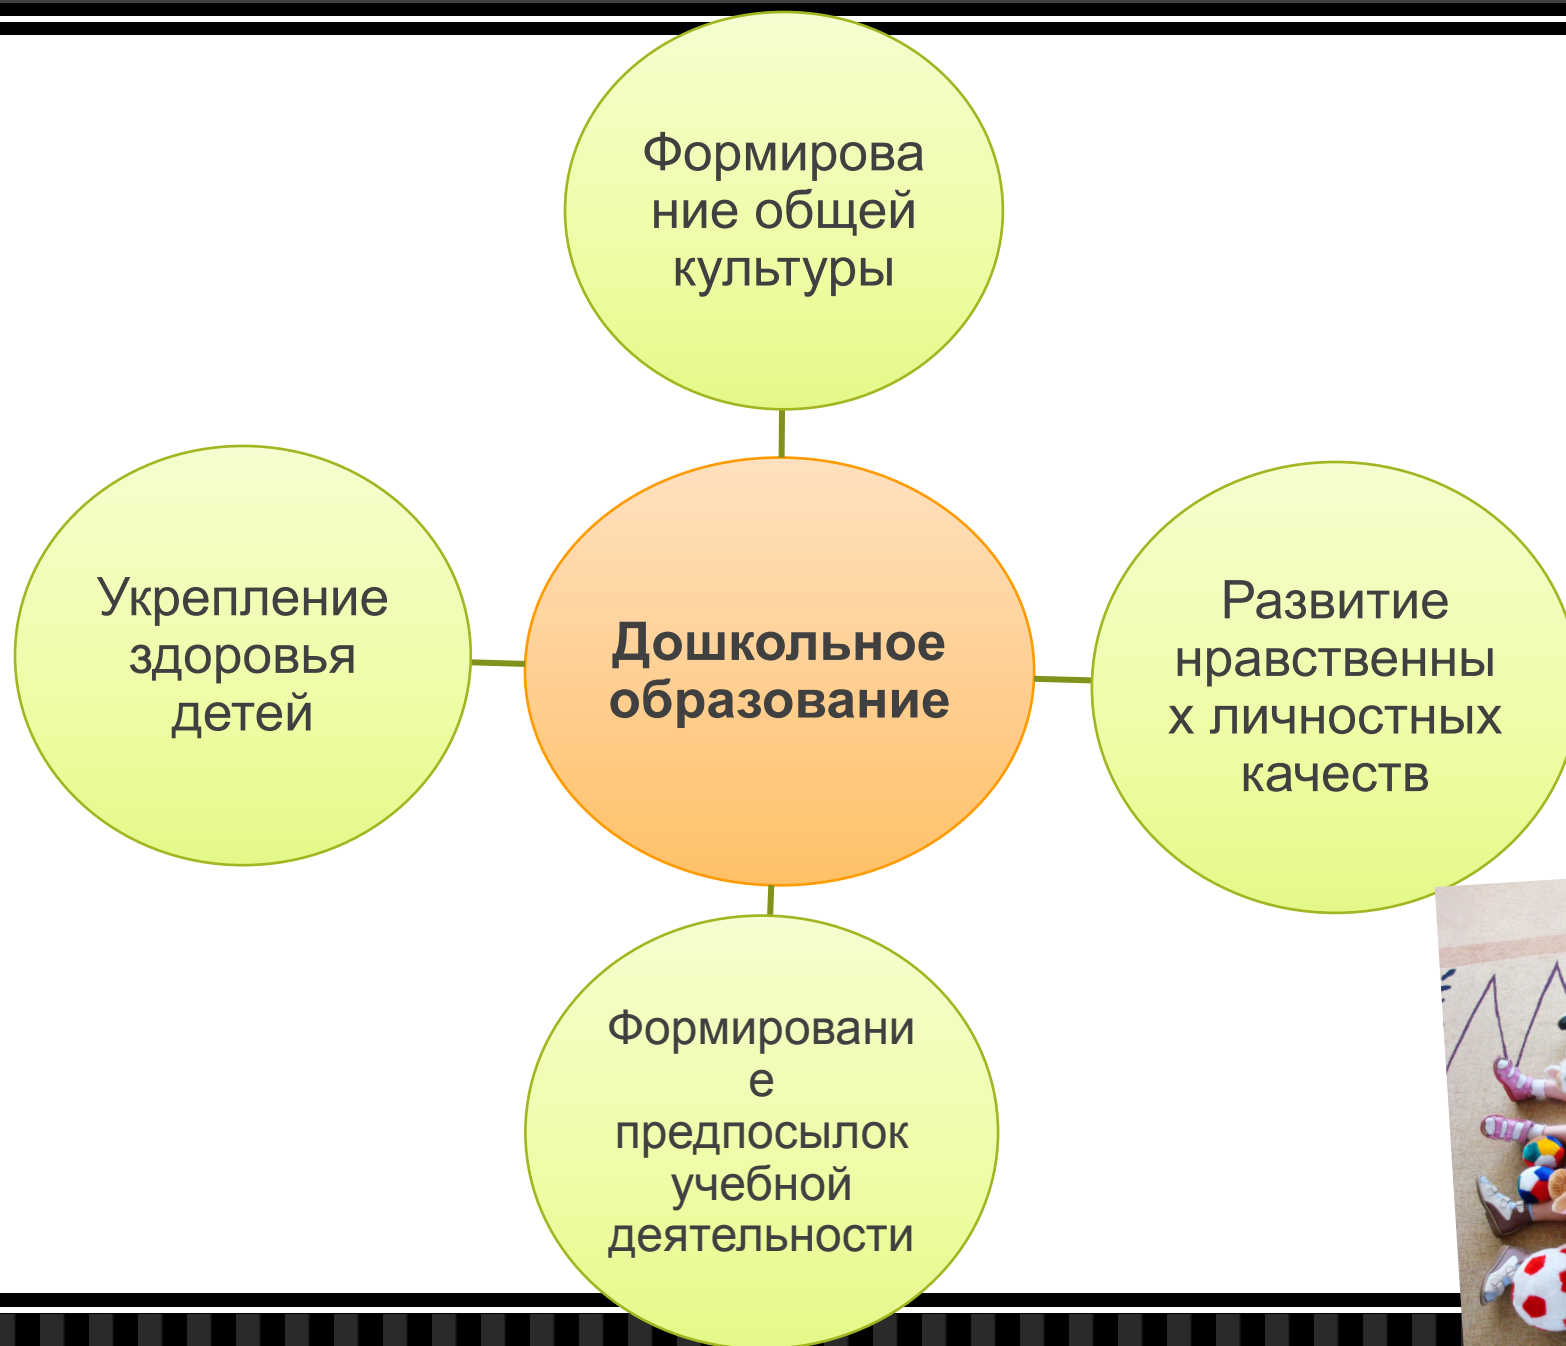 Формирова
ние общей
культуры
Укрепление
здоровья
детей
Дошкольное
образование
Развитие
нравственны
х личностных
качеств
Формировани
е
предпосылок
учебной
деятельности